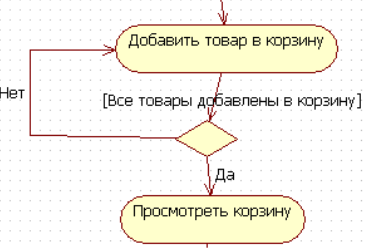 Добавить товар в корзину
Нет
[Все товары добавлены в корзину]
Да
Просмотреть корзину